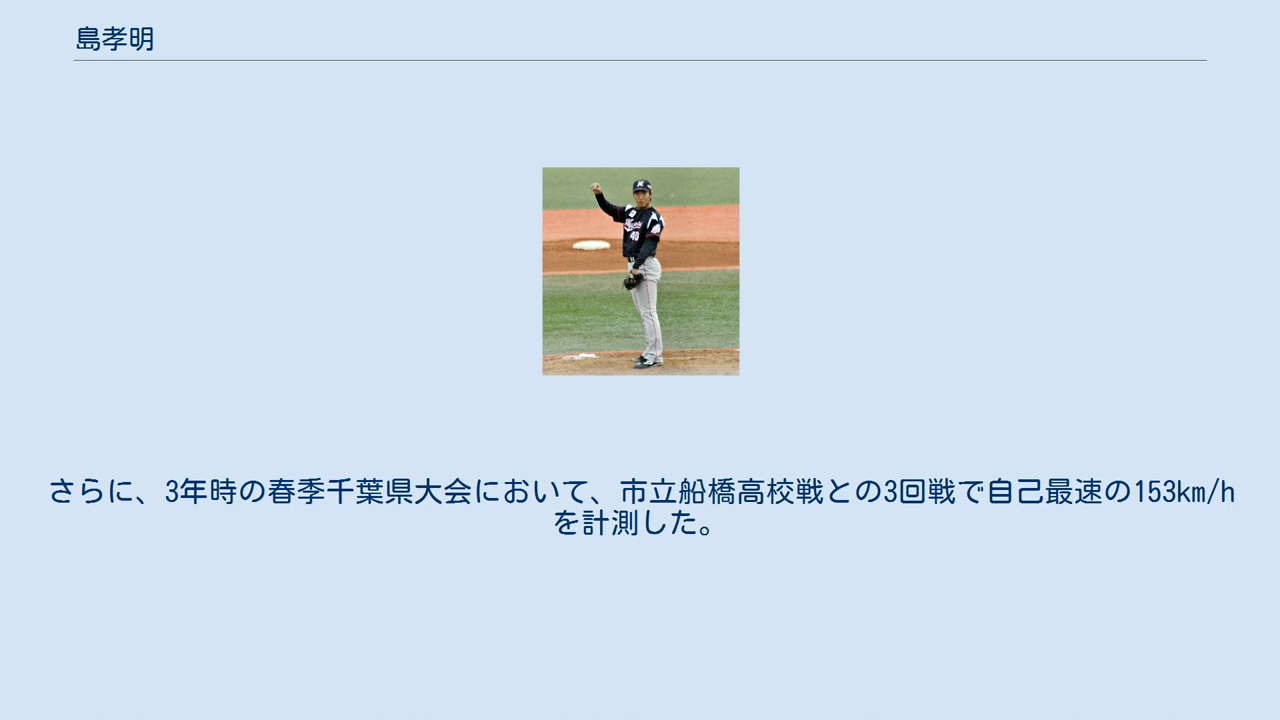 島孝明
40
さらに、3年時の春季千葉県大会において、市立船橋高校戦との3回戦で自己最速の153km/h
を計測した。